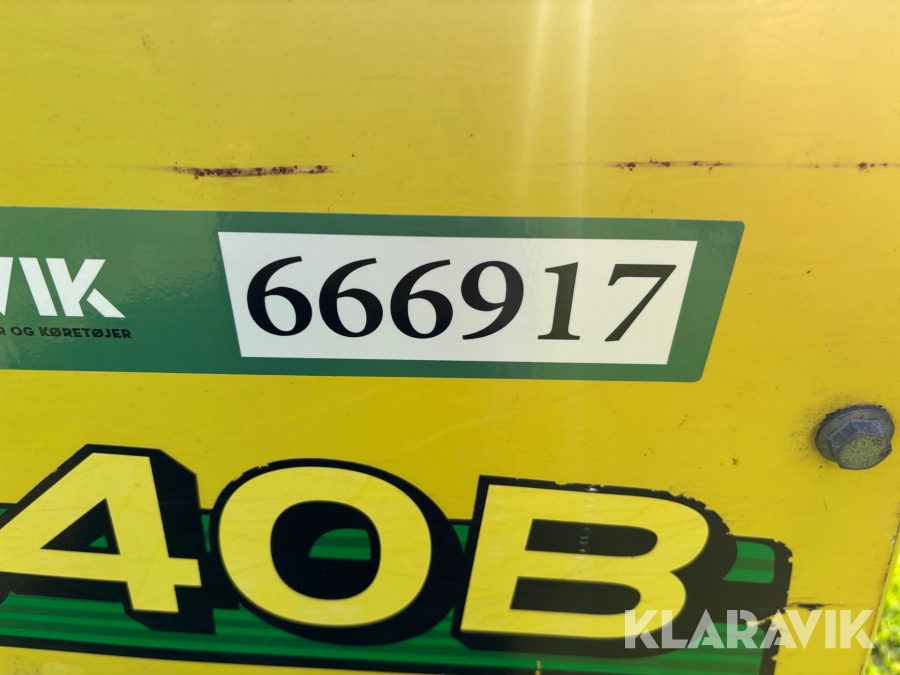 VIK
R OG KØRETØJER
666917
40B
KLARAVIK